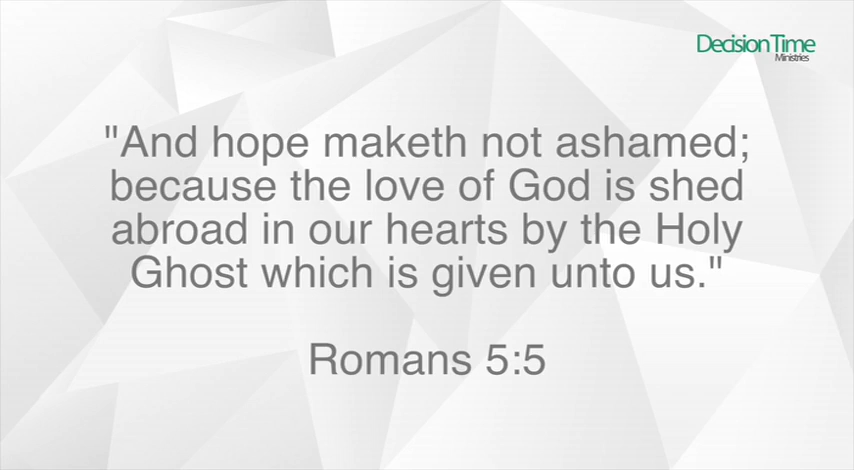 DecisionTime
Ministries
"And hope maketh not ashamed;
because the love of God is shed
abroad in our hearts by the Holy
Ghost which is given unto us."
Romans 5:5